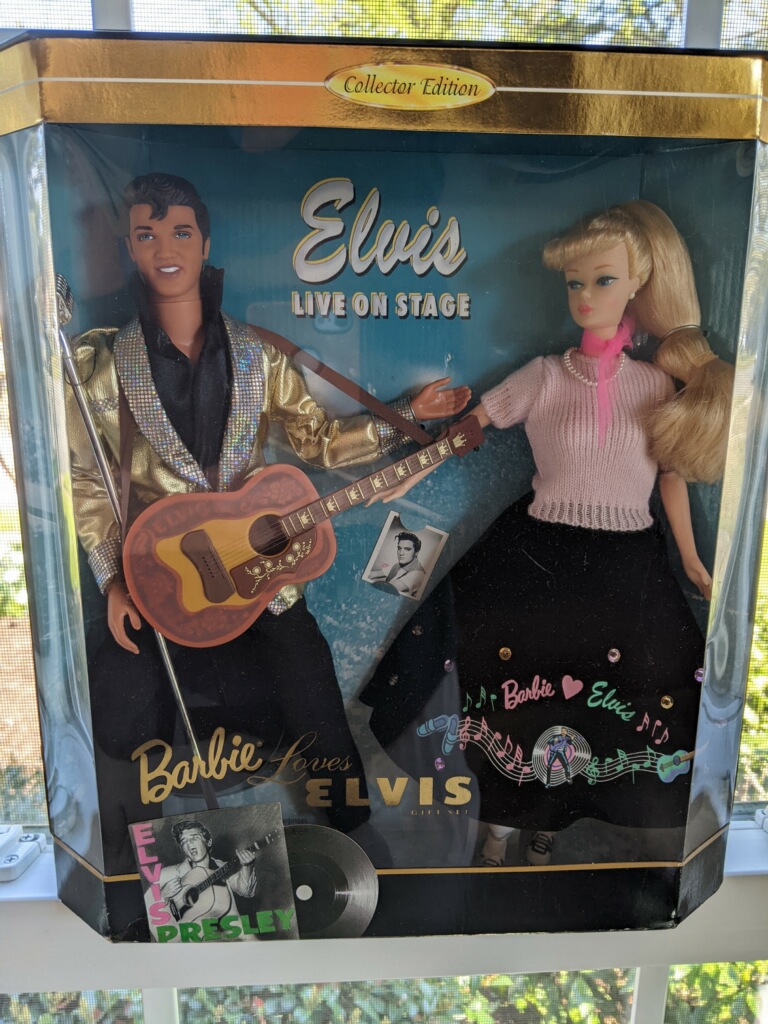 Collector Edition
Elvis
LIVE ON STAGE
Barbie Elvis
Barbie Loves
ELVIS
GIFT SET
ELVIS
PRESLEY